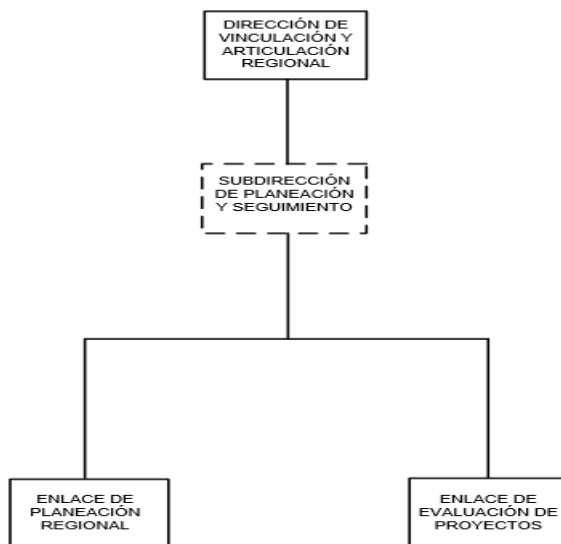 DIRECCIÓN DE
VINCULACIÓN Y
ARTICULACIÓN
REGIONAL
SUBDIRECCIÓN
DE PLANEACIÓN
Y SEGUIMIENTO
ENLACE DE
PLANEACIÓN
REGIONAL
ENLACE DE
EVALUACIÓN DE
PROYECTOS